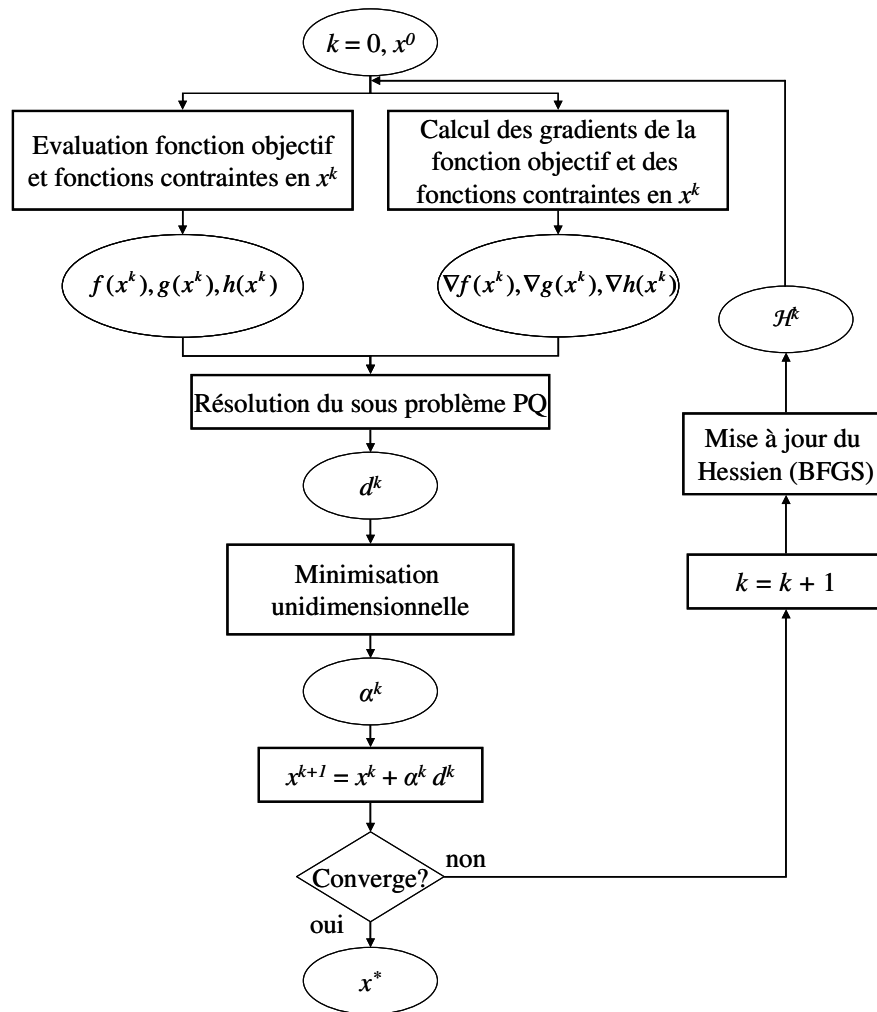 k = 0, x⁰
Evaluation fonction objectif
et fonctions contraintes en xᵏ
Calcul des gradients de la
fonction objectif et des
fonctions contraintes en xᵏ
f(xᵏ), g(xᵏ), h(xᵏ)
∇f(xᵏ), ∇g(xᵏ), ∇h(xᵏ)
ℋᵏ
Résolution du sous problème PQ
Mise à jour du
Hessien (BFGS)
dᵏ
Minimisation
unidimensionnelle
k = k + 1
αᵏ
xᵏ⁺¹ = xᵏ + αᵏ dᵏ
non
Converge?
oui
x*